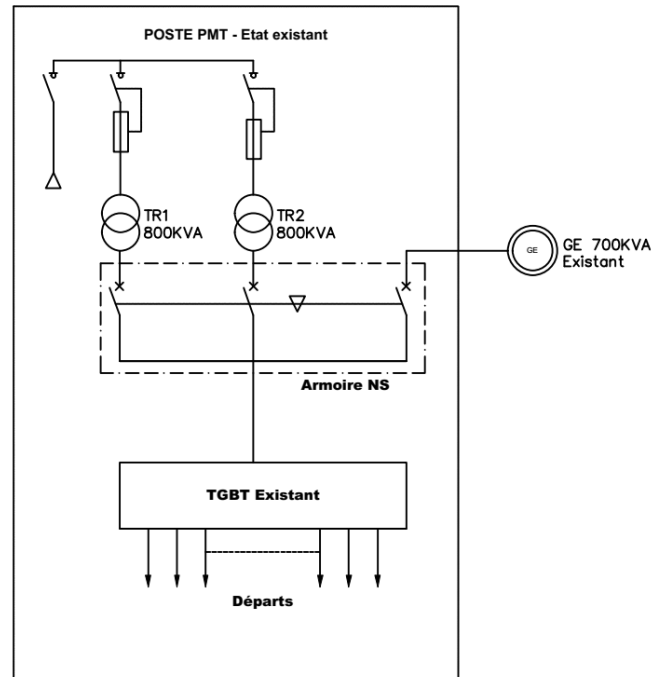 POSTE PMT - Etat existant
TR1
800KVA
TR2
800KVA
GE
GE 700KVA
Existant
Armoire NS
TGBT Existant
Départs